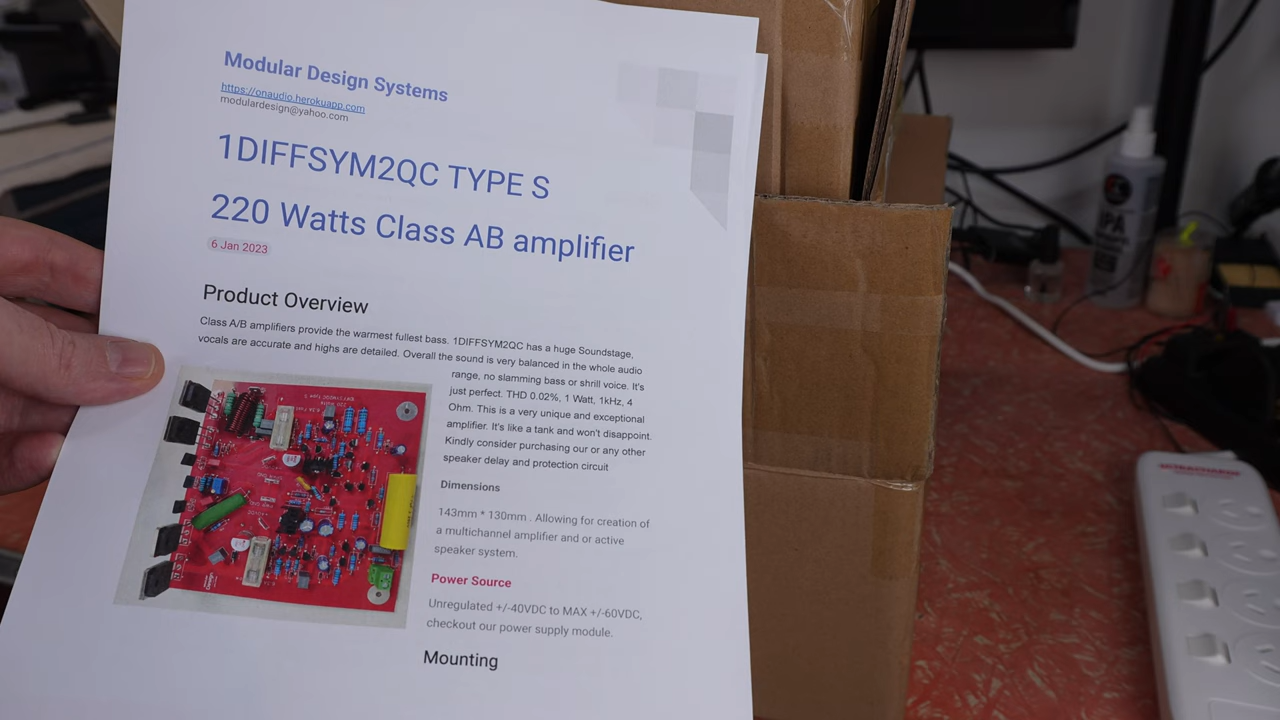 Modular Design Systems
https://onaudio.herokuapp.com
modulardesign@yahoo.com
1DIFFSYM2QC TYPE S
220 Watts Class AB amplifier
6 Jan 2023
Product Overview
Class A/B amplifiers provide the warmest fullest bass. 1DIFFSYM2QC has a huge Soundstage,
vocals are accurate and highs are detailed. Overall the sound is very balanced in the whole audio
range, no slamming bass or shrill voice. It's
just perfect. THD 0.02%, 1 Watt, 1kHz, 4
Ohm. This is a very unique and exceptional
amplifier. It's like a tank and won't disappoint.
Kindly consider purchasing our or any other
speaker delay and protection circuit
Dimensions
143mm * 130mm . Allowing for creation of
a multichannel amplifier and or active
speaker system.
Power Source
Unregulated +/-40VDC to MAX +/-60VDC,
checkout our power supply module.
Mounting
IPA